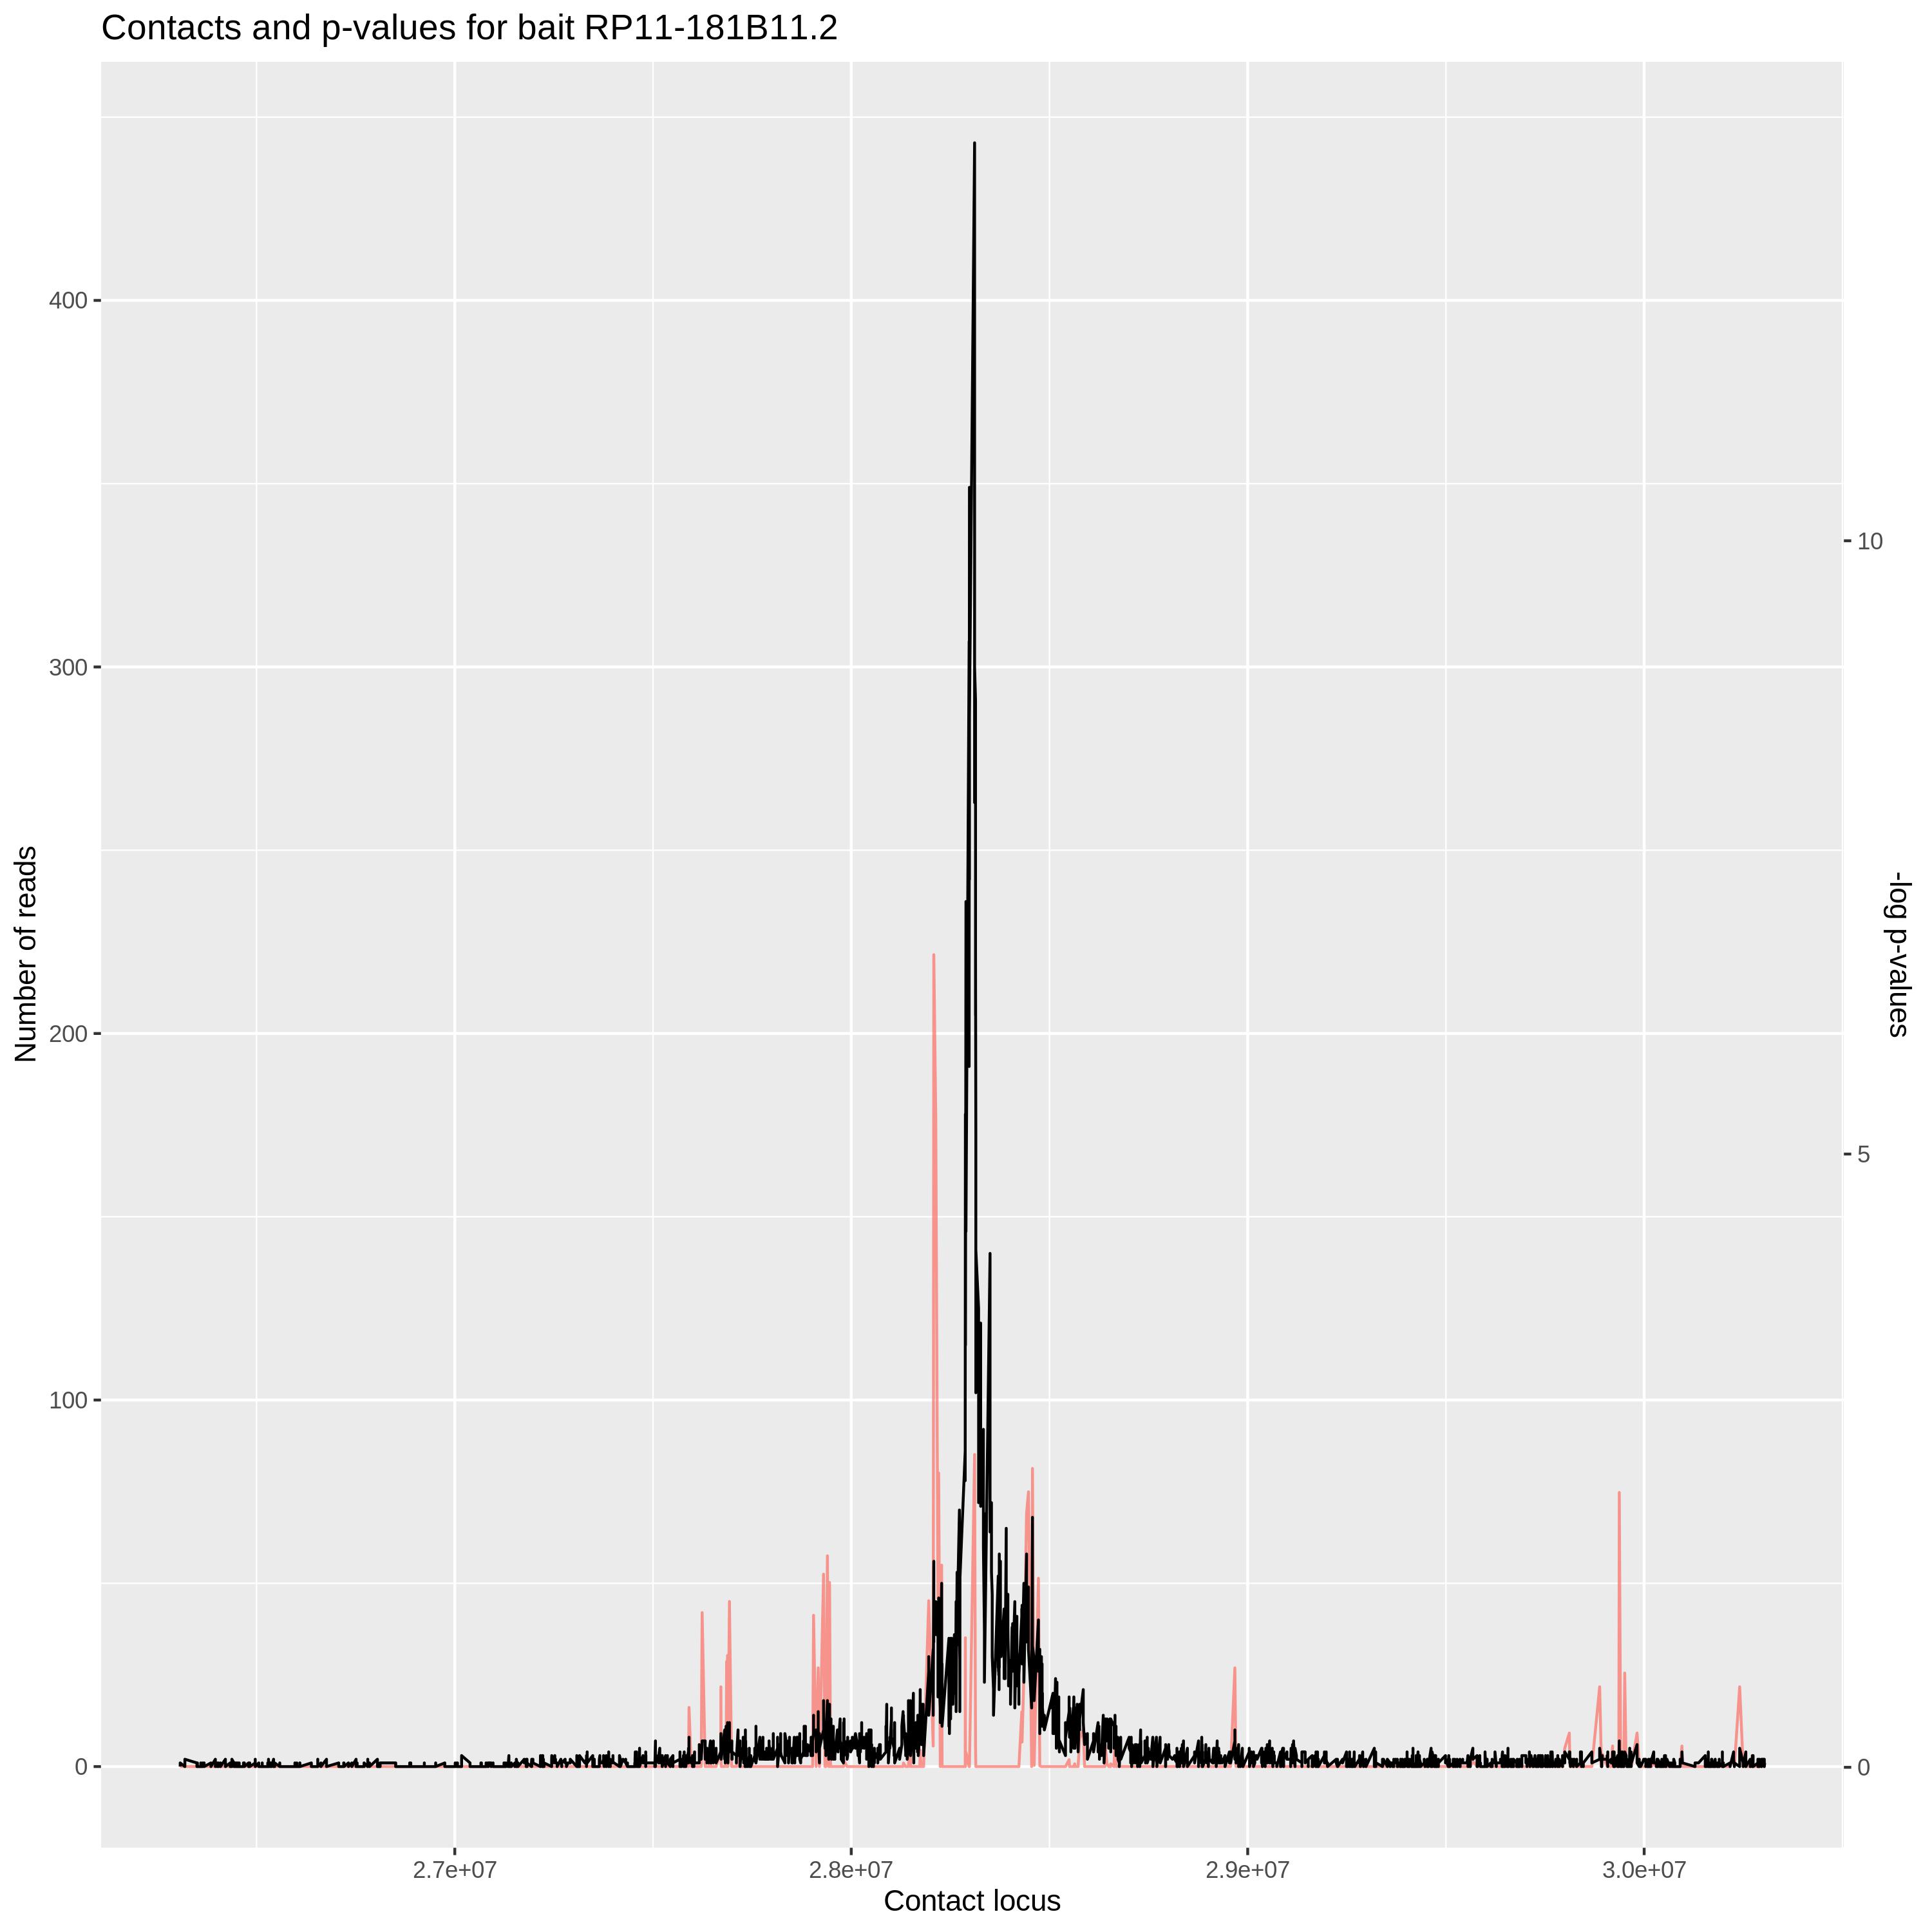 Contacts and p-values for bait RP11-181B11.2
400
300
200
100
0
Number of reads
10
5
0
-log p-values
2.7e+07
2.8e+07
2.9e+07
3.0e+07
Contact locus